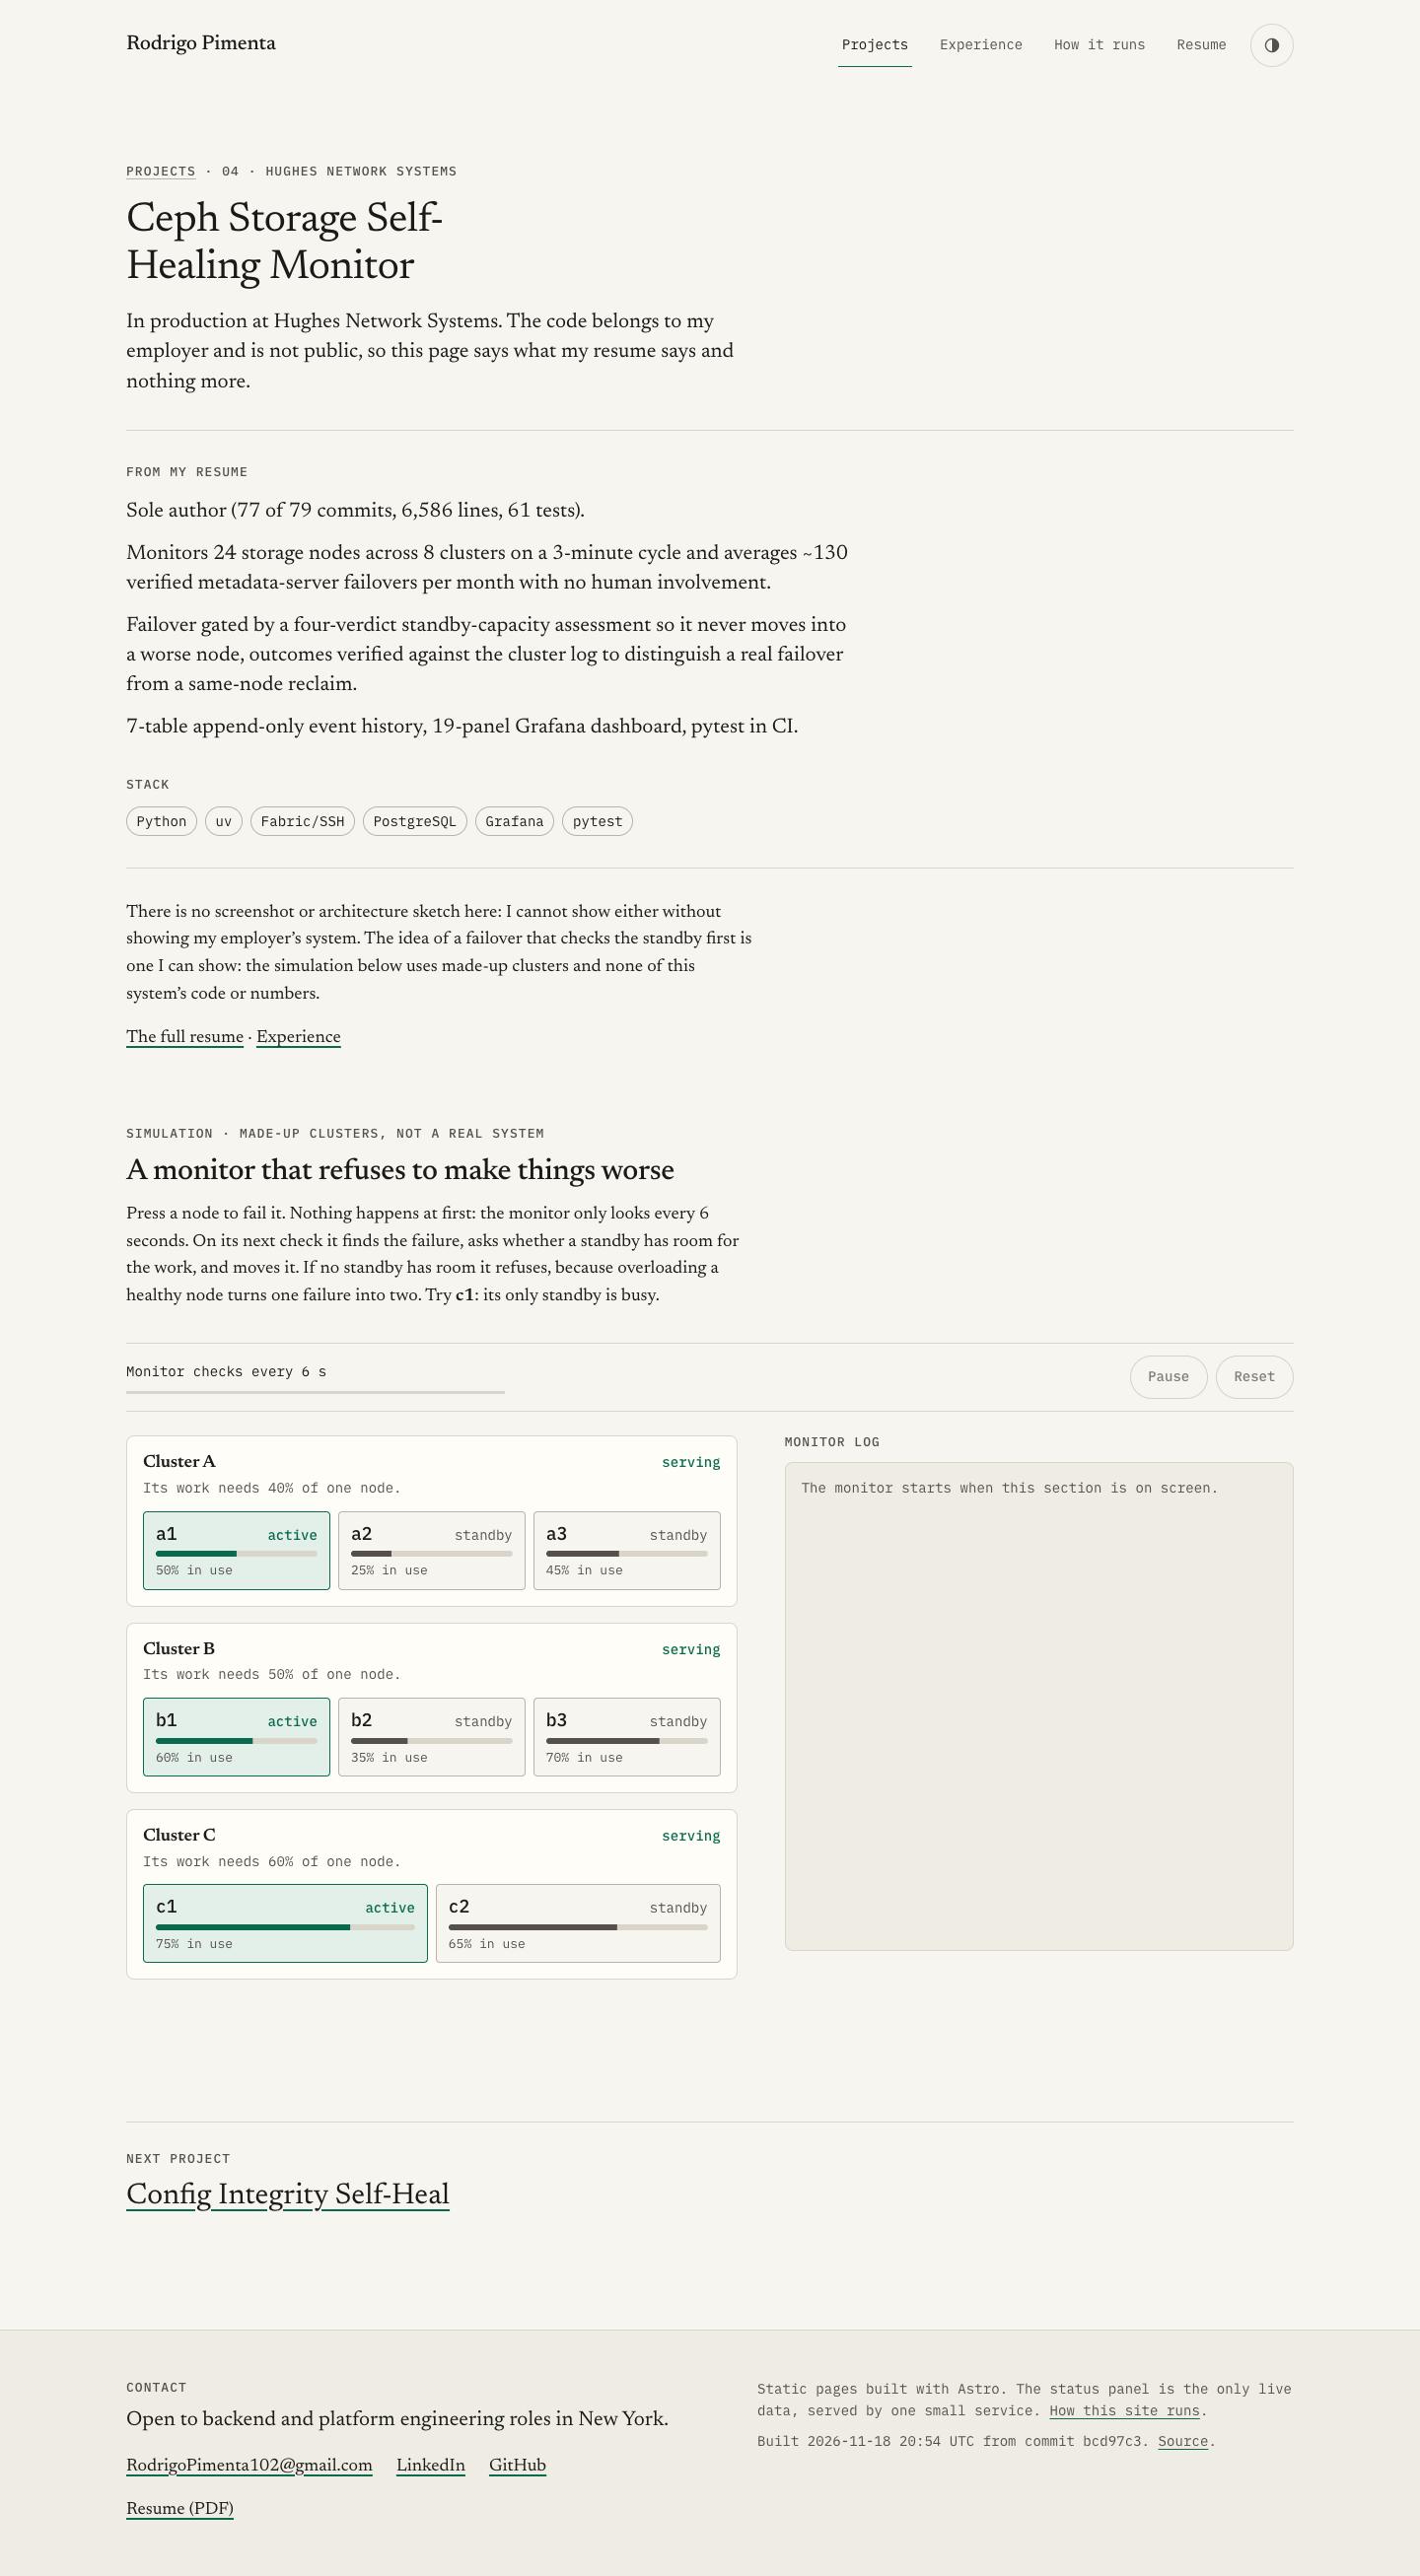 Rodrigo Pimenta
Projects
Experience
How it runs
Resume
PROJECTS · 04 · HUGHES NETWORK SYSTEMS
Ceph Storage Self-
Healing Monitor
In production at Hughes Network Systems. The code belongs to my
employer and is not public, so this page says what my resume says and
nothing more.
FROM MY RESUME
Sole author (77 of 79 commits, 6,586 lines, 61 tests).
Monitors 24 storage nodes across 8 clusters on a 3-minute cycle and averages ~130
verified metadata-server failovers per month with no human involvement.
Failover gated by a four-verdict standby-capacity assessment so it never moves into
a worse node, outcomes verified against the cluster log to distinguish a real failover
from a same-node reclaim.
7-table append-only event history, 19-panel Grafana dashboard, pytest in CI.
STACK
Python
uv
Fabric/SSH
PostgreSQL
Grafana
pytest
There is no screenshot or architecture sketch here: I cannot show either without
showing my employer’s system. The idea of a failover that checks the standby first is
one I can show: the simulation below uses made-up clusters and none of this
system’s code or numbers.
The full resume · Experience
SIMULATION · MADE-UP CLUSTERS, NOT A REAL SYSTEM
A monitor that refuses to make things worse
Press a node to fail it. Nothing happens at first: the monitor only looks every 6
seconds. On its next check it finds the failure, asks whether a standby has room for
the work, and moves it. If no standby has room it refuses, because overloading a
healthy node turns one failure into two. Try c1: its only standby is busy.
Monitor checks every 6 s
Pause
Reset
Cluster A
serving
Its work needs 40% of one node.
a1
active
50% in use
a2
standby
25% in use
a3
standby
45% in use
Cluster B
serving
Its work needs 50% of one node.
b1
active
60% in use
b2
standby
35% in use
b3
standby
70% in use
Cluster C
serving
Its work needs 60% of one node.
c1
active
75% in use
c2
standby
65% in use
MONITOR LOG
The monitor starts when this section is on screen.
NEXT PROJECT
Config Integrity Self-Heal
CONTACT
Open to backend and platform engineering roles in New York.
RodrigoPimenta102@gmail.com
LinkedIn
GitHub
Resume (PDF)
Static pages built with Astro. The status panel is the only live
data, served by one small service. How this site runs.
Built 2026-11-18 20:54 UTC from commit bcd97c3. Source.